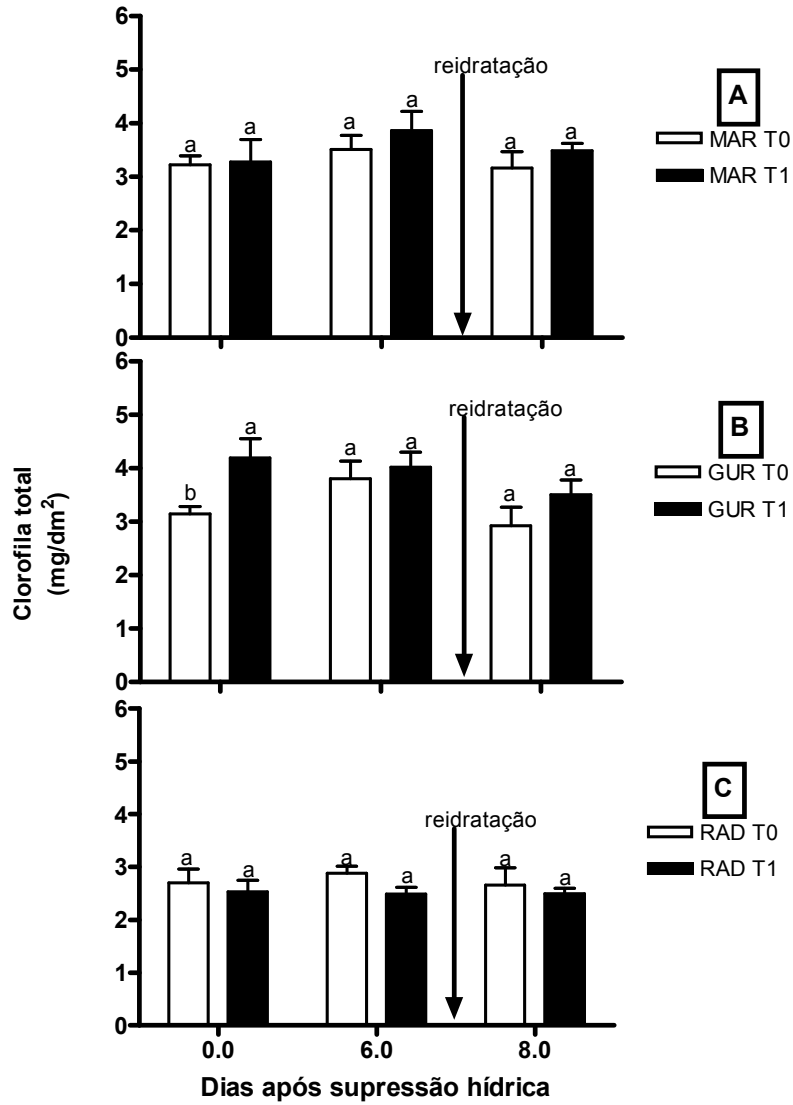 6
5
4
3
2
1
0
reidratação
a
a
a
a
a
a
A
MAR T0
MAR T1
6
5
4
3
2
1
0
reidratação
b
a
a
a
a
a
B
GUR T0
GUR T1
Clorofila total
(mg/dm²)
6
5
4
3
2
1
0
reidratação
a
a
a
a
a
a
C
RAD T0
RAD T1
0.0 6.0 8.0
Dias após supressão hídrica